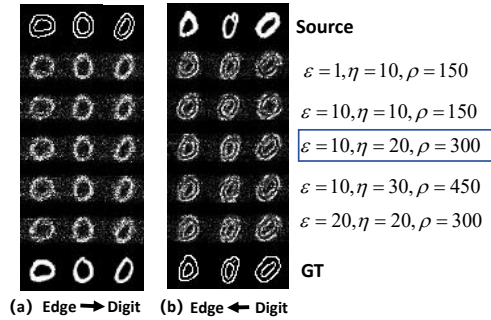 Source
ε = 1, η = 10, ρ = 150
ε = 10, η = 10, ρ = 150
ε = 10, η = 20, ρ = 300
ε = 10, η = 30, ρ = 450
ε = 20, η = 20, ρ = 300
GT
(a) Edge → Digit (b) Edge ← Digit